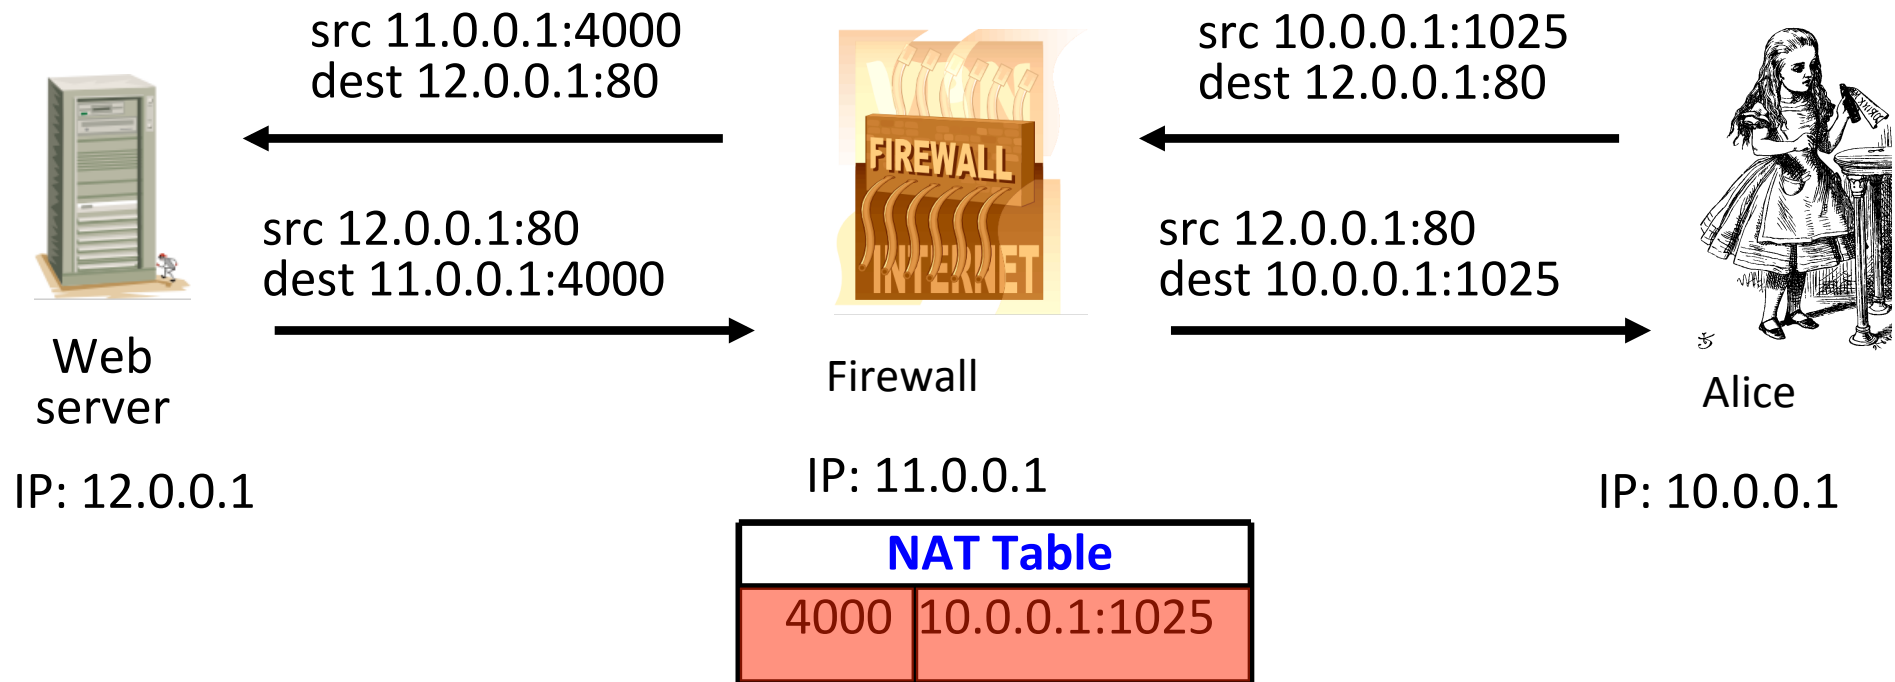 src 11.0.0.1:4000
dest 12.0.0.1:80
src 10.0.0.1:1025
dest 12.0.0.1:80
FIREWALL
INTERNET
src 12.0.0.1:80
dest 11.0.0.1:4000
src 12.0.0.1:80
dest 10.0.0.1:1025
Web
server
Firewall
Alice
IP: 12.0.0.1
IP: 11.0.0.1
IP: 10.0.0.1
NAT Table
4000 10.0.0.1:1025